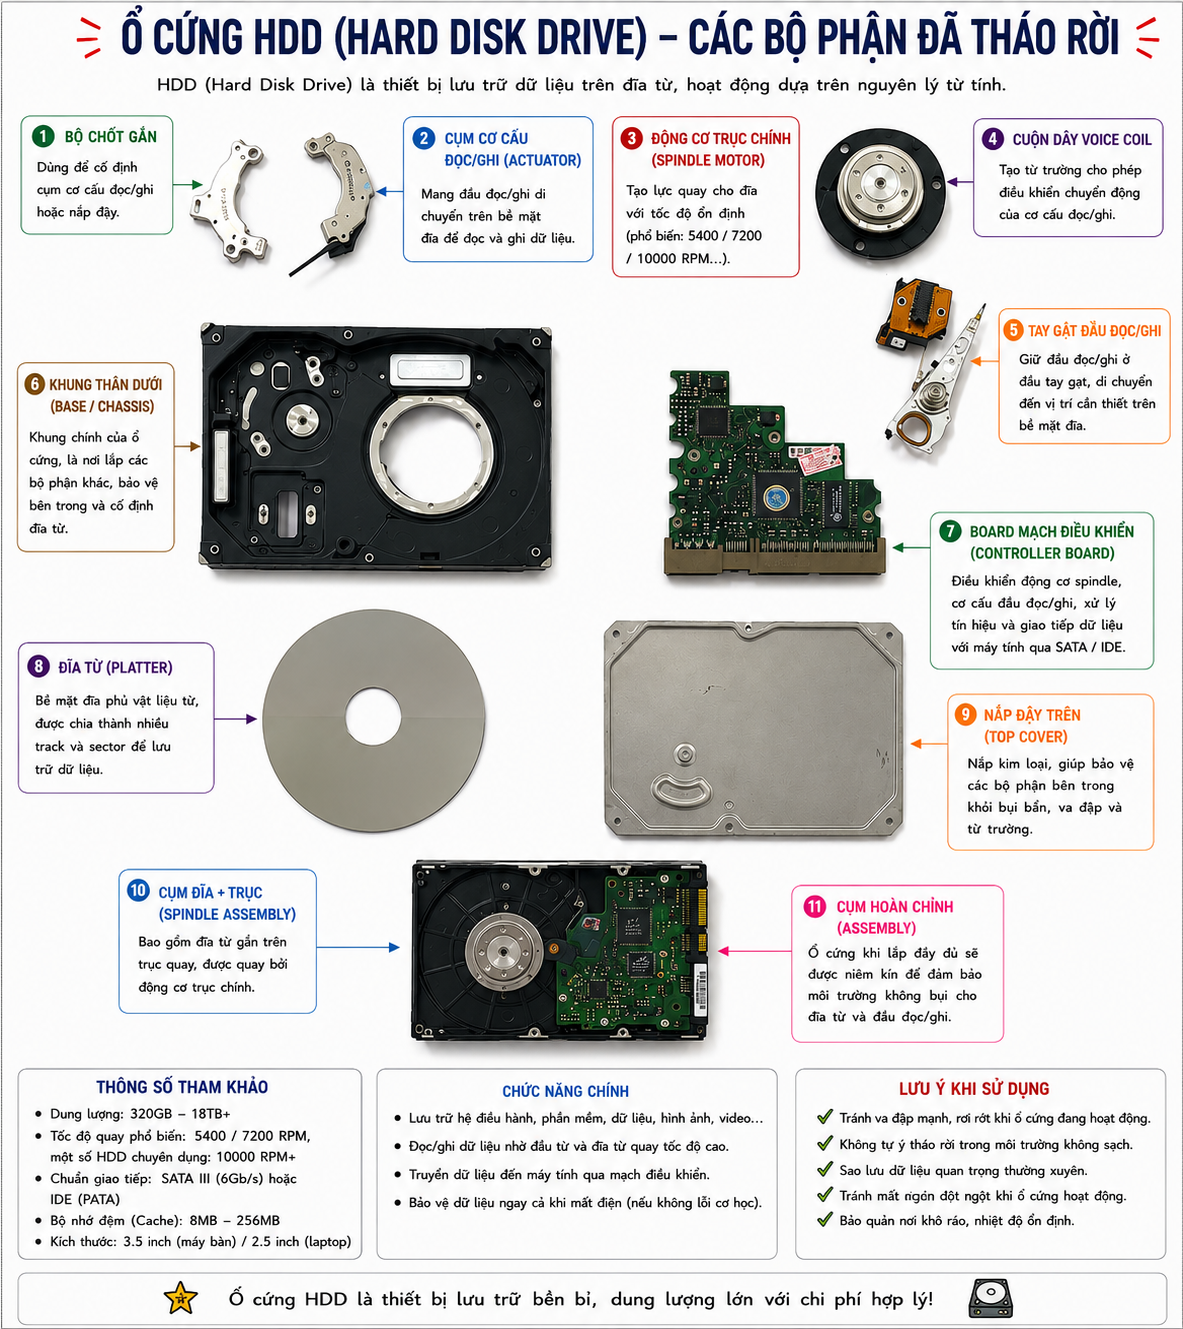 Ổ CỨNG HDD (HARD DISK DRIVE) – CÁC BỘ PHẬN ĐÃ THÁO RỜI
HDD (Hard Disk Drive) là thiết bị lưu trữ dữ liệu trên đĩa từ, hoạt động dựa trên nguyên lý từ tính.
1 BỘ CHỐT GẮN
Dùng để cố định
cụm cơ cấu đọc/ghi
hoặc nắp đậy.
2 CỤM CƠ CẤU
ĐỌC/GHI (ACTUATOR)
Mang đầu đọc/ghi di
chuyển trên bề mặt
đĩa để đọc và ghi dữ liệu.
3 ĐỘNG CƠ TRỤC CHÍNH
(SPINDLE MOTOR)
Tạo lực quay cho đĩa
với tốc độ ổn định
(phổ biến: 5400 / 7200
/ 10000 RPM...).
4 CUỘN DÂY VOICE COIL
Tạo từ trường cho phép
điều khiển chuyển động
của cơ cấu đọc/ghi.
5 TAY GẬT ĐẦU ĐỌC/GHI
Giữ đầu đọc/ghi ở
đầu tay gạt, di chuyển
đến vị trí cần thiết trên
bề mặt đĩa.
6 KHUNG THÂN DƯỚI
(BASE / CHASSIS)
Khung chính của ổ
cứng, là nơi lắp các
bộ phận khác, bảo vệ
bên trong và cố định
đĩa từ.
7 BOARD MẠCH ĐIỀU KHIỂN
(CONTROLLER BOARD)
Điều khiển động cơ spindle,
cơ cấu đầu đọc/ghi, xử lý
tín hiệu và giao tiếp dữ liệu
với máy tính qua SATA / IDE.
8 ĐĨA TỪ (PLATTER)
Bề mặt đĩa phủ vật liệu từ,
được chia thành nhiều
track và sector để lưu
trữ dữ liệu.
9 NẮP ĐẬY TRÊN
(TOP COVER)
Nắp kim loại, giúp bảo vệ
các bộ phận bên trong
khỏi bụi bẩn, va đập và
từ trường.
10 CỤM ĐĨA + TRỤC
(SPINDLE ASSEMBLY)
Bao gồm đĩa từ gắn trên
trục quay, được quay bởi
động cơ trục chính.
11 CỤM HOÀN CHỈNH
(ASSEMBLY)
Ổ cứng khi lắp đầy đủ sẽ
được niêm kín để đảm bảo
môi trường không bụi cho
đĩa từ và đầu đọc/ghi.
THÔNG SỐ THAM KHẢO
• Dung lượng: 320GB – 18TB+
• Tốc độ quay phổ biến: 5400 / 7200 RPM,
một số HDD chuyên dụng: 10000 RPM+
• Chuẩn giao tiếp: SATA III (6Gb/s) hoặc
IDE (PATA)
• Bộ nhớ đệm (Cache): 8MB – 256MB
• Kích thước: 3.5 inch (máy bàn) / 2.5 inch (laptop)
CHỨC NĂNG CHÍNH
• Lưu trữ hệ điều hành, phần mềm, dữ liệu, hình ảnh, video...
• Đọc/ghi dữ liệu nhờ đầu từ và đĩa từ quay tốc độ cao.
• Truyền dữ liệu đến máy tính qua mạch điều khiển.
• Bảo vệ dữ liệu ngay cả khi mất điện (nếu không lỗi cơ học).
LƯU Ý KHI SỬ DỤNG
✓ Tránh va đập mạnh, rơi rớt khi ổ cứng đang hoạt động.
✓ Không tự ý tháo rời trong môi trường không sạch.
✓ Sao lưu dữ liệu quan trọng thường xuyên.
✓ Tránh mất đột ngột khi ổ cứng hoạt động.
✓ Bảo quản nơi khô ráo, nhiệt độ ổn định.
Ổ cứng HDD là thiết bị lưu trữ bền bỉ, dung lượng lớn với chi phí hợp lý!